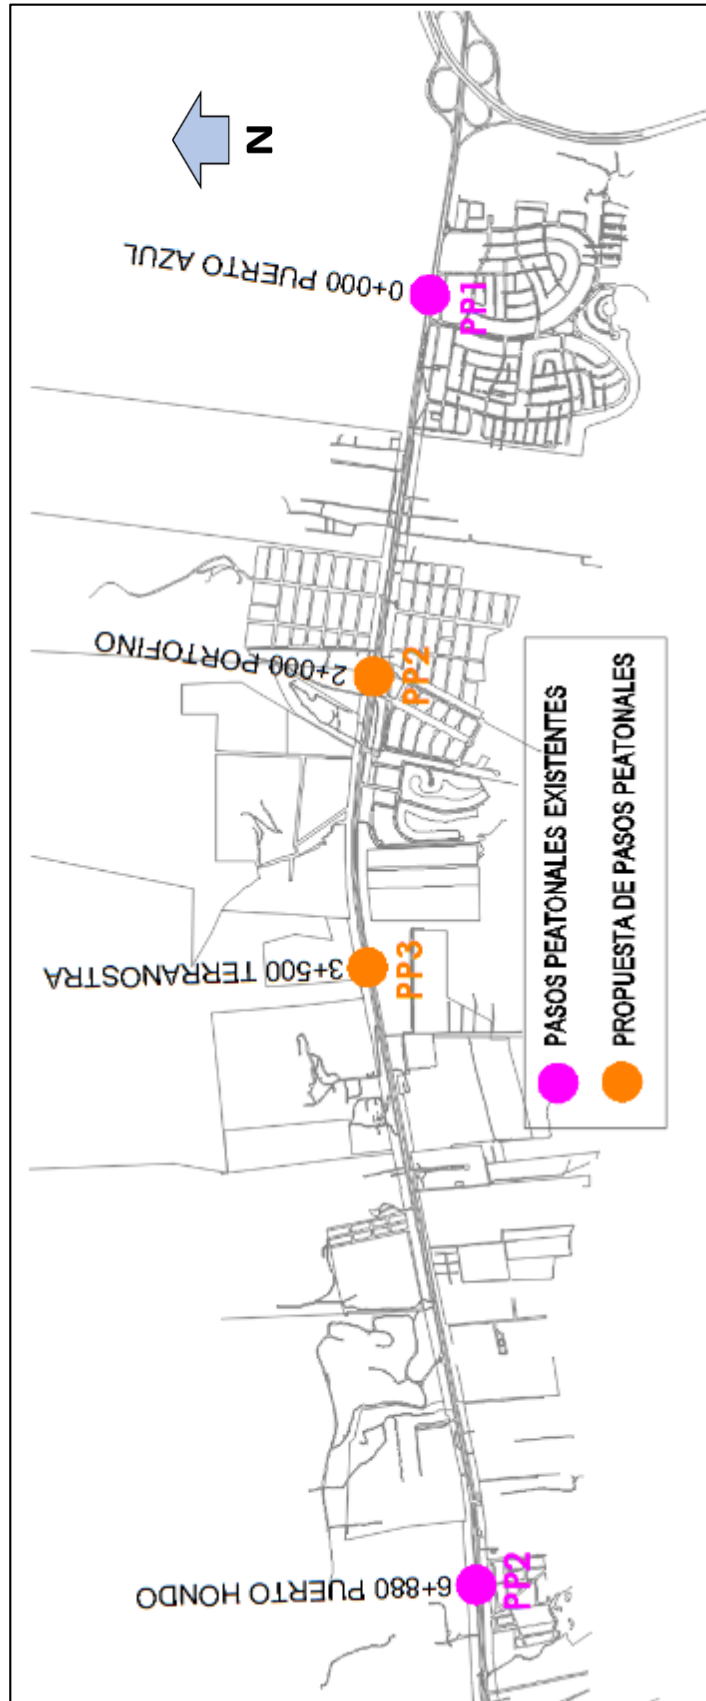 N
0+000 PUERTO AZUL
PP1
2+000 PORTOFINO
PP2
3+500 TERRANOSTRA
PP3
6+880 PUERTO HONDO
PP2
PASOS PEATONALES EXISTENTES
PROPUESTA DE PASOS PEATONALES